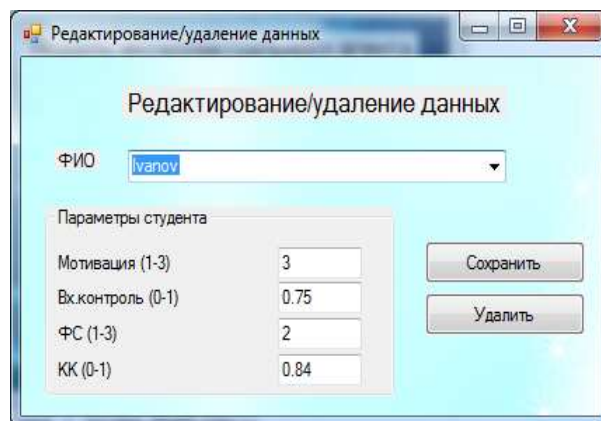 Редактирование/удаление данных
Редактирование/удаление данных
ФИО Ivanov
Параметры студента
Мотивация (1-3) 3
Вх.контроль (0-1) 0.75
ФС (1-3) 2
КК (0-1) 0.84
Сохранить
Удалить